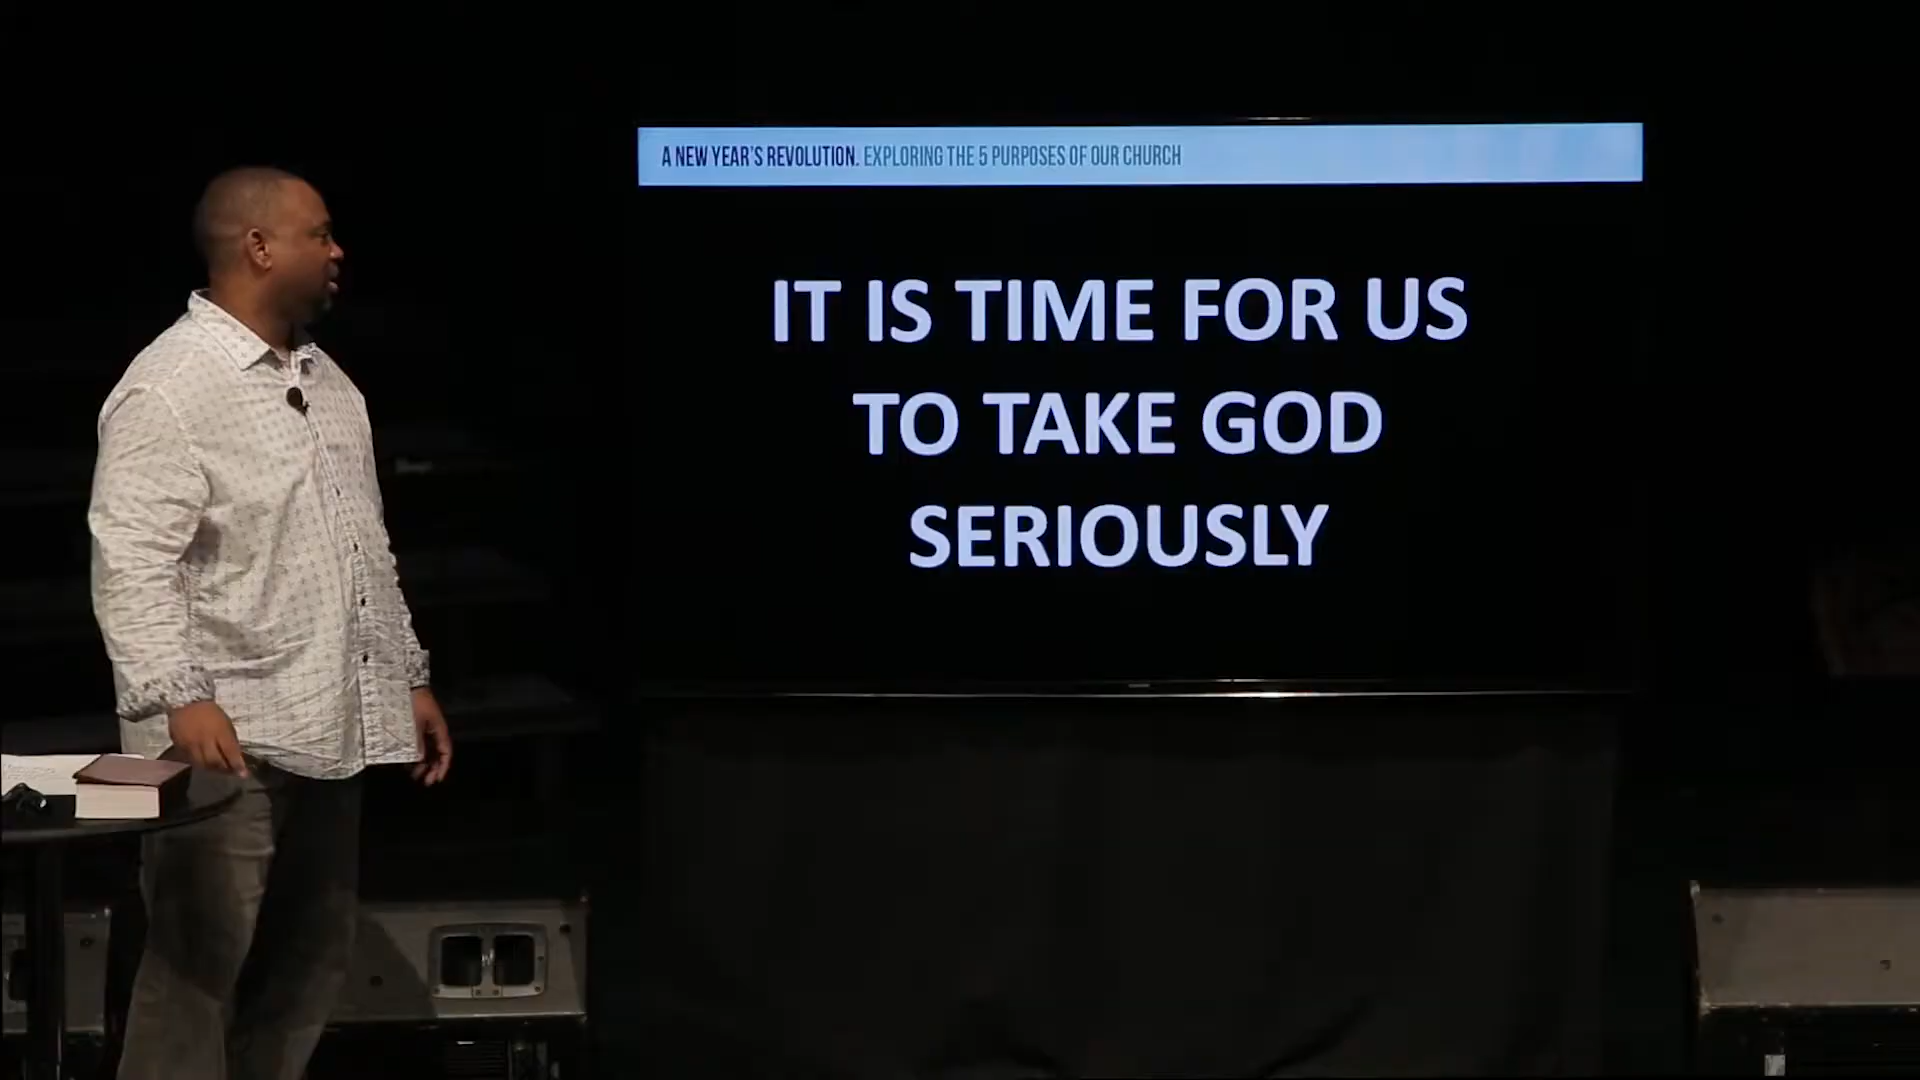 A NEW YEAR'S REVOLUTION. EXPLORING THE 5 PURPOSES OF OUR CHURCH
IT IS TIME FOR US
TO TAKE GOD
SERIOUSLY